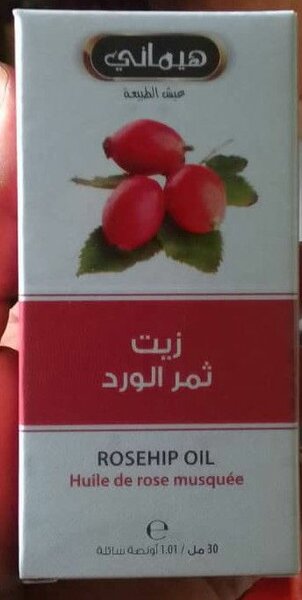 هيماني
عيش الطبيعة
زيت
ثمر الورد
ROSEHIP OIL
Huile de rose musquée
℮
30 مل / 1.01 أونصة سائلة